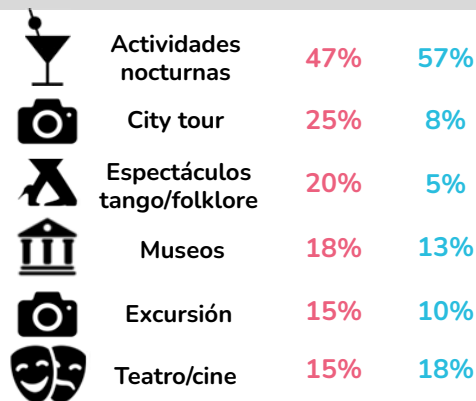 Actividades
nocturnas
47%
57%
City tour
25%
8%
Espectáculos
tango/folklore
20%
5%
Museos
18%
13%
Excursión
15%
10%
Teatro/cine
15%
18%